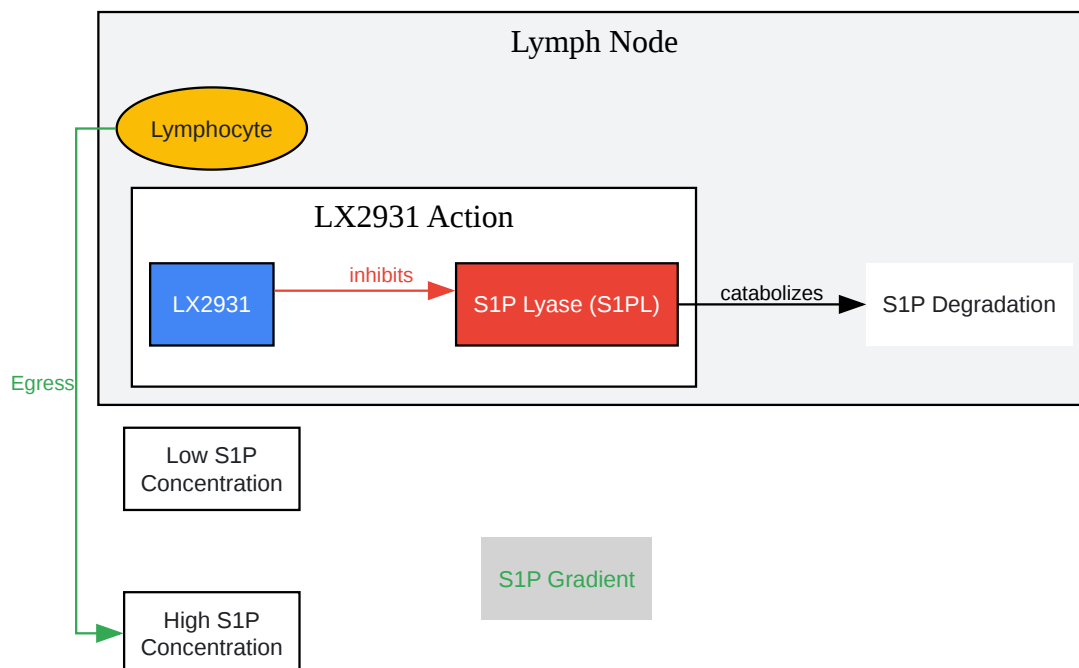 Lymph Node
Lymphocyte
LX2931 Action
LX2931
inhibits
S1P Lyase (S1PL)
catabolizes
S1P Degradation
Egress
Low S1P
Concentration
S1P Gradient
High S1P
Concentration